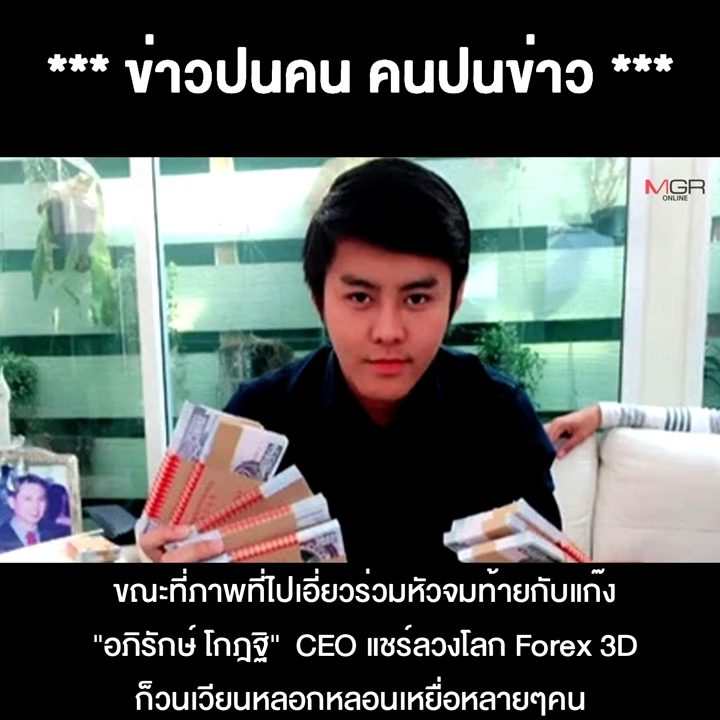 *** ข่าวปนคน คนปนข่าว ***
MGR
ONLINE
ขณะที่ภาพที่ไปเอี่ยวร่วมหัวจมท้ายกับแก๊ง
"อภิรักษ์ โกฎฐิ" CEO แชร์ลวงโลก Forex 3D
ก็วนเวียนหลอกหลอนเหยื่อหลายๆคน